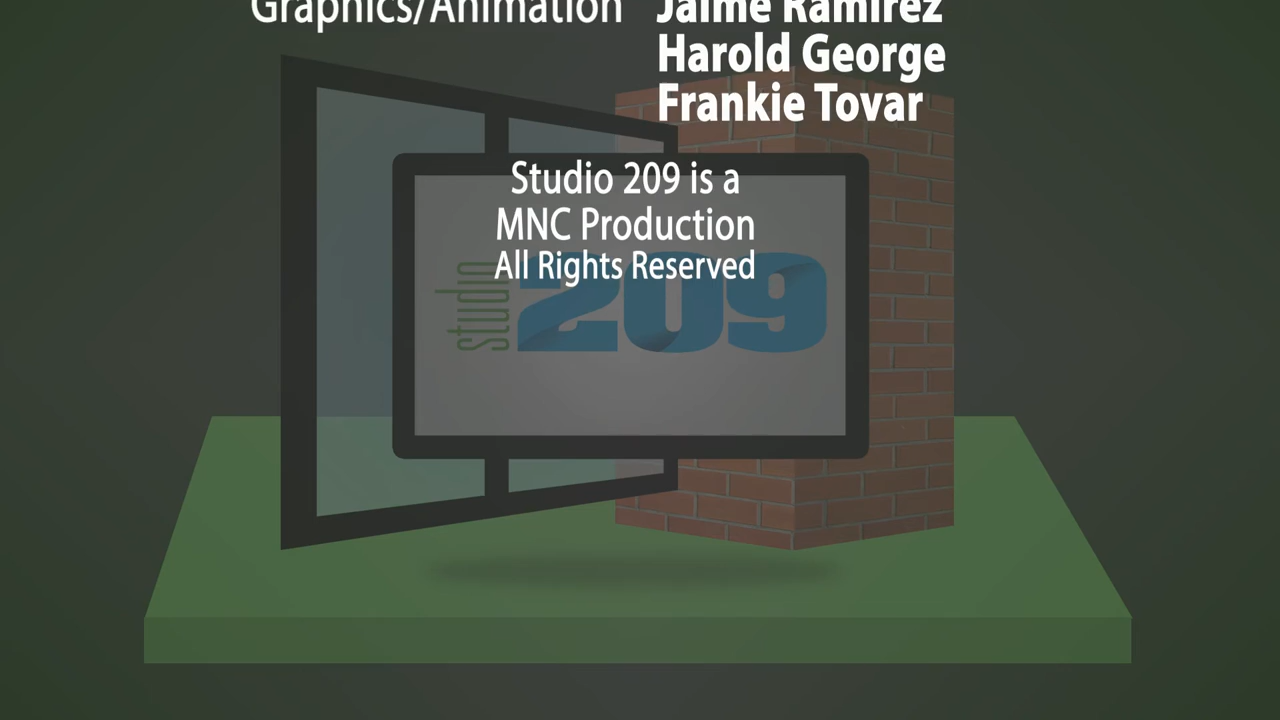 Graphics/Animation Jaime Ramirez
Harold George
Frankie Tovar
Studio 209 is a
MNC Production
All Rights Reserved
studio 209